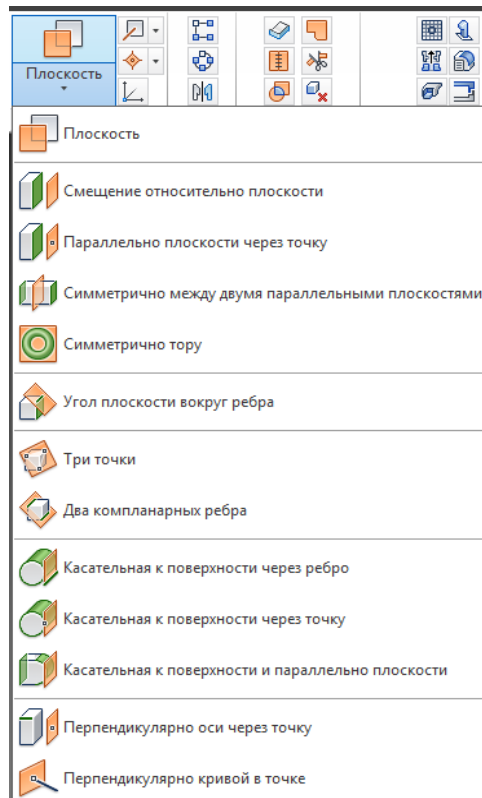 Плоскость
Плоскость
Смещение относительно плоскости
Параллельно плоскости через точку
Симметрично между двумя параллельными плоскостями
Симметрично тору
Угол плоскости вокруг ребра
Три точки
Два компланарных ребра
Касательная к поверхности через ребро
Касательная к поверхности через точку
Касательная к поверхности и параллельно плоскости
Перпендикулярно оси через точку
Перпендикулярно кривой в точке